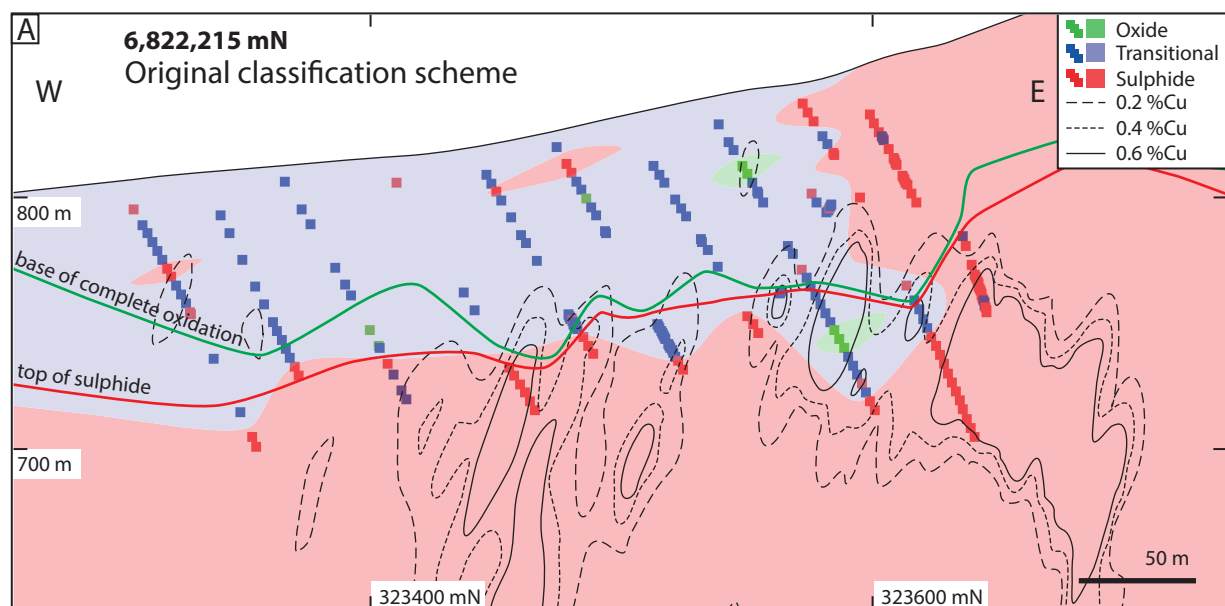 A
6,822,215 mN
Original classification scheme
W
E
Oxide
Transitional
Sulphide
0.2 %Cu
0.4 %Cu
0.6 %Cu
800 m
base of complete oxidation
top of sulphide
700 m
50 m
323400 mN
323600 mN